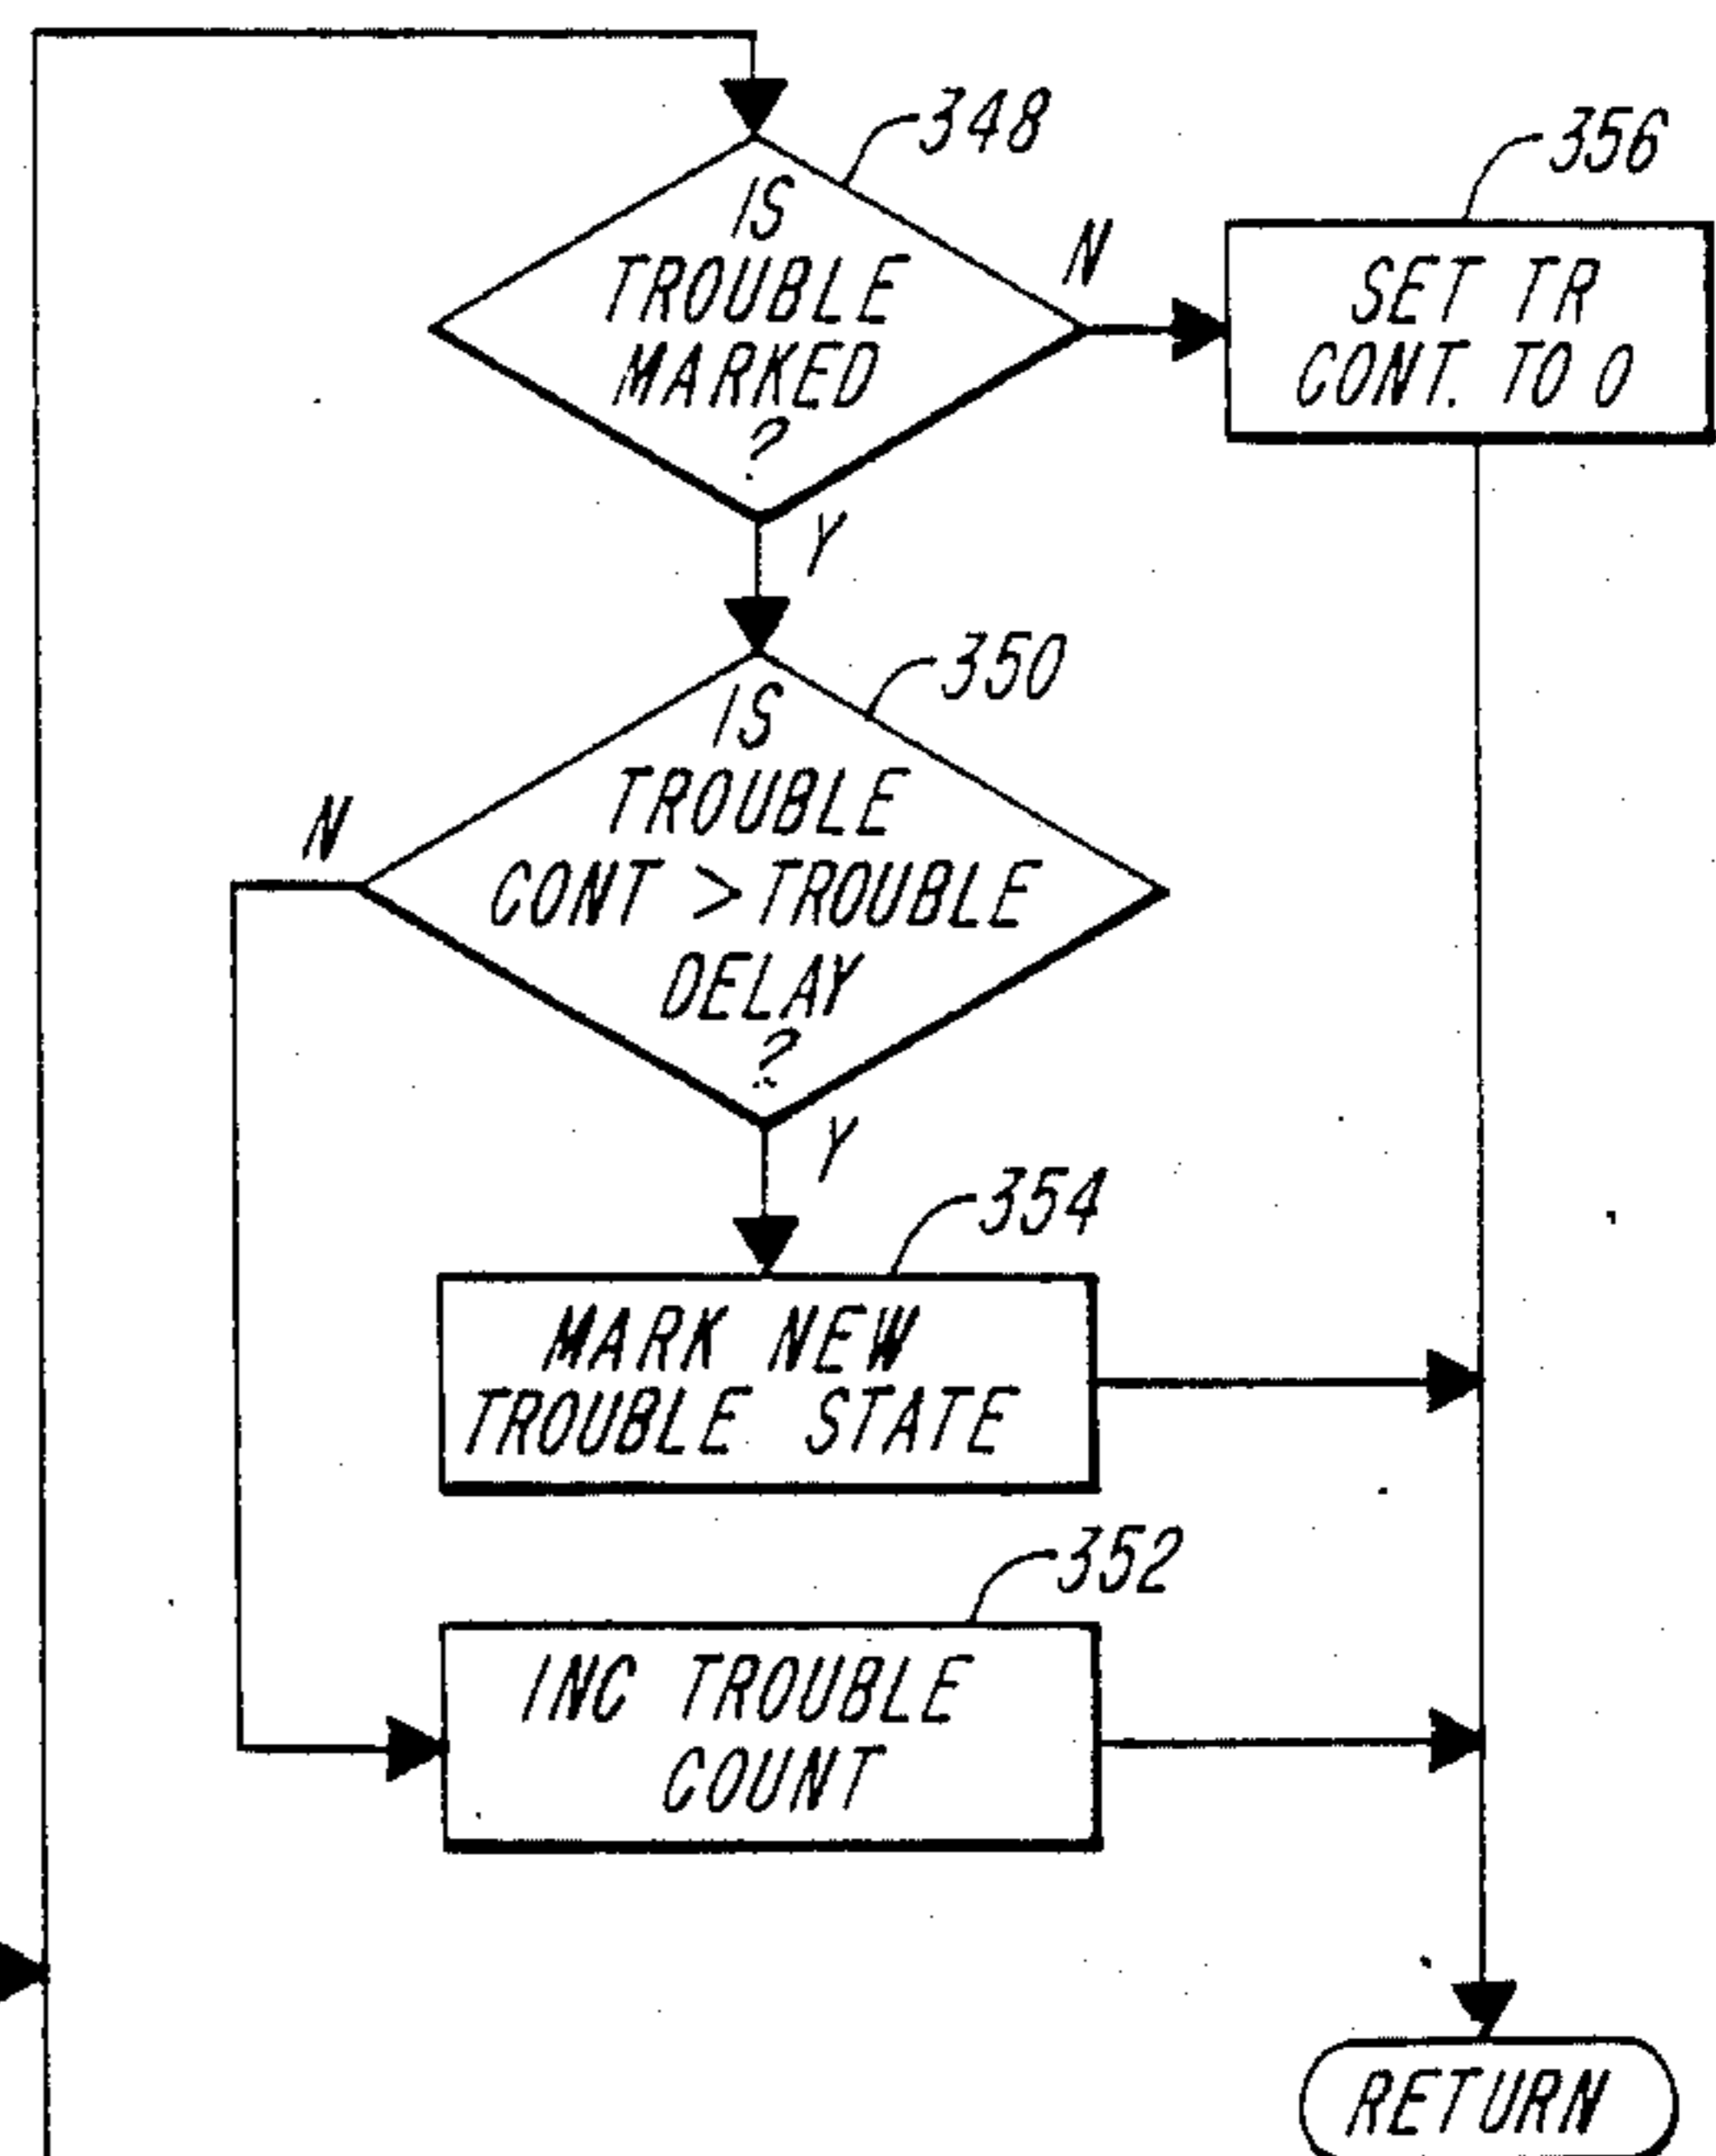 348
IS
TROUBLE
MARKED
?
N
Y
356
SET TR
CONT. TO 0
350
IS
TROUBLE
CONT > TROUBLE
DELAY
?
N
Y
354
MARK NEW
TROUBLE STATE
352
INC TROUBLE
COUNT
RETURN